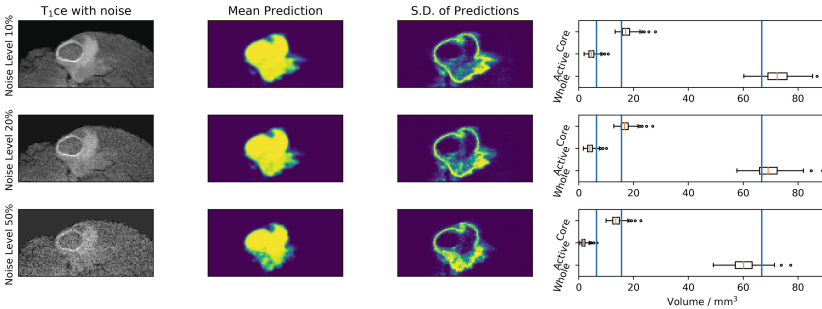 T₁ce with noise
Mean Prediction
S.D. of Predictions
Noise Level 10%
Core
Active
Whole
0 20 40 60 80
Noise Level 20%
Core
Active
Whole
0 20 40 60 80
Noise Level 50%
Core
Active
Whole
0 20 40 60 80
Volume / mm³